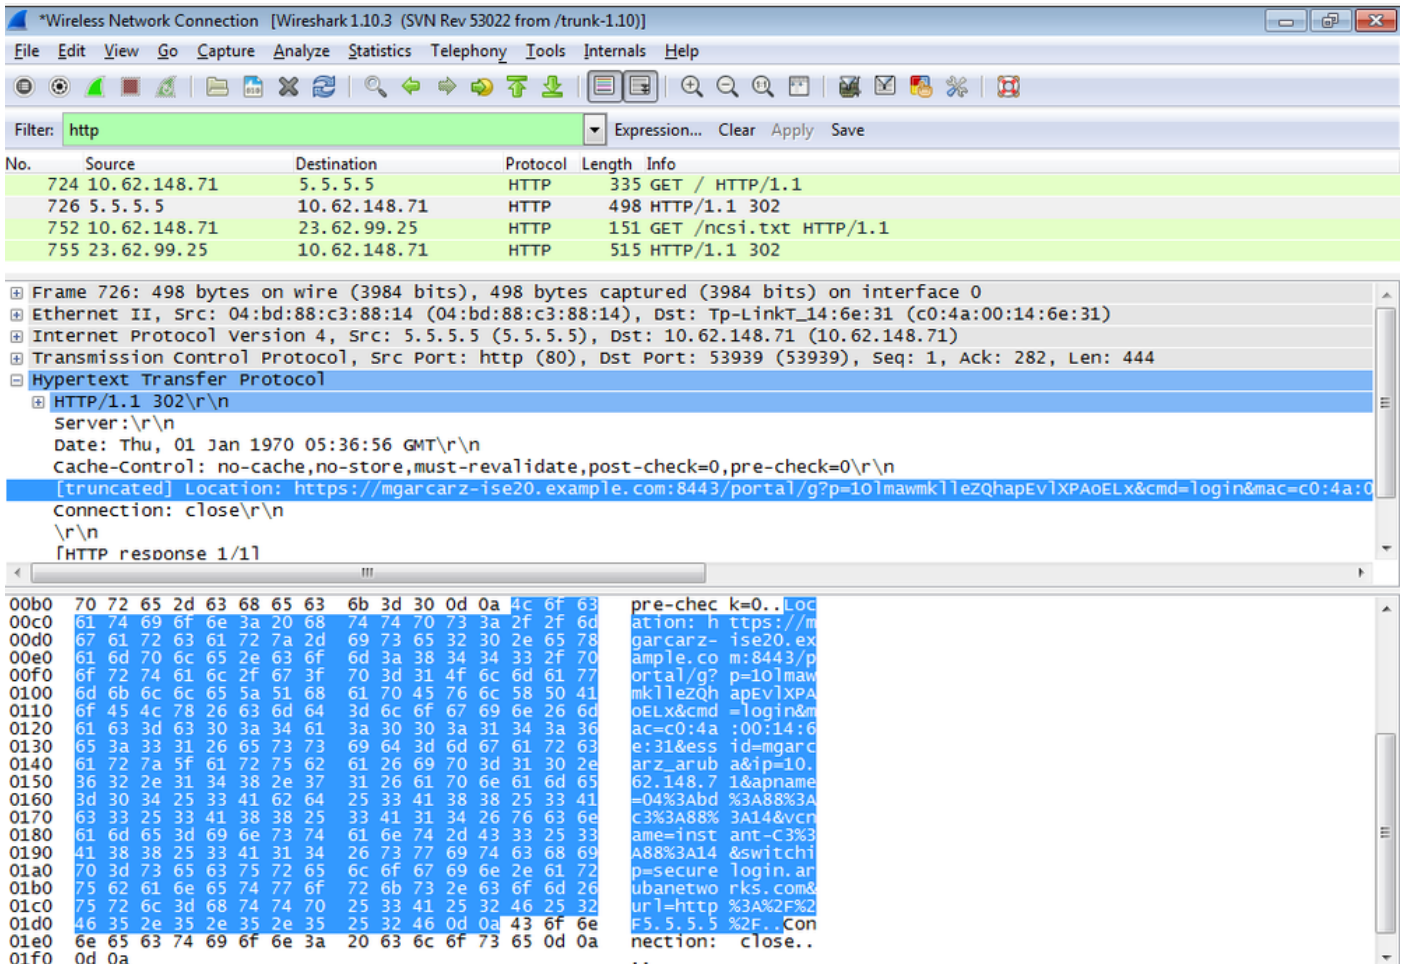 *Wireless Network Connection [Wireshark 1.10.3 (SVN Rev 53022 from /trunk-1.10)]
File Edit View Go Capture Analyze Statistics Telephony Tools Internals Help
Filter: http Expression... Clear Apply Save
No. Source Destination Protocol Length Info
724 10.62.148.71 5.5.5.5 HTTP 335 GET / HTTP/1.1
726 5.5.5.5 10.62.148.71 HTTP 498 HTTP/1.1 302
752 10.62.148.71 23.62.99.25 HTTP 151 GET /ncsi.txt HTTP/1.1
755 23.62.99.25 10.62.148.71 HTTP 515 HTTP/1.1 302
Frame 726: 498 bytes on wire (3984 bits), 498 bytes captured (3984 bits) on interface 0
Ethernet II, Src: 04:bd:88:c3:88:14 (04:bd:88:c3:88:14), Dst: Tp-LinkT_14:6e:31 (c0:4a:00:14:6e:31)
Internet Protocol Version 4, Src: 5.5.5.5 (5.5.5.5), Dst: 10.62.148.71 (10.62.148.71)
Transmission Control Protocol, Src Port: http (80), Dst Port: 53939 (53939), Seq: 1, Ack: 282, Len: 444
Hypertext Transfer Protocol
HTTP/1.1 302\r\n
Server:\r\n
Date: Thu, 01 Jan 1970 05:36:56 GMT\r\n
Cache-Control: no-cache,no-store,must-revalidate,post-check=0,pre-check=0\r\n
[truncated] Location: https://mgarcarz-ise20.example.com:8443/portal/g?p=1OlmawmklleZQhapEvlXPAoELx&cmd=login&mac=c0:4a:0
Connection: close\r\n
\r\n
[HTTP response 1/1]
00b0 70 72 65 2d 63 68 65 63 6b 3d 30 0d 0a 4c 6f 63 pre-chec k=0..Loc
00c0 61 74 69 6f 6e 3a 20 68 74 74 70 73 3a 2f 2f 6d ation: h ttps://m
00d0 67 61 72 63 61 72 7a 2d 69 73 65 32 30 2e 65 78 garcarz- ise20.ex
00e0 61 6d 70 6c 65 2e 63 6f 6d 3a 38 34 34 33 2f 70 ample.co m:8443/p
00f0 6f 72 74 61 6c 2f 67 3f 70 3d 31 4f 6c 6d 61 77 ortal/g? p=1Olmaw
0100 6d 6b 6c 6c 65 5a 51 68 61 70 45 76 6c 58 50 41 mklleZQh apEvlXPA
0110 6f 45 4c 78 26 63 6d 64 3d 6c 6f 67 69 6e 26 6d oELx&cmd =login&m
0120 61 63 3d 63 30 3a 34 61 3a 30 30 3a 31 34 3a 36 ac=c0:4a :00:14:6
0130 65 3a 33 31 26 65 73 73 69 64 3d 6d 67 61 72 63 e:31&ess id=mgarc
0140 61 72 7a 5f 61 72 75 62 61 26 69 70 3d 31 30 2e arz_arub a&ip=10.
0150 36 32 2e 31 34 38 2e 37 31 26 61 70 6e 61 6d 65 62.148.7 1&apname
0160 3d 30 34 25 33 41 62 64 25 33 41 38 38 25 33 41 =04%3Abd %3A88%3A
0170 63 33 25 33 41 38 38 25 33 41 31 34 26 76 63 6e c3%3A88% 3A14&vcn
0180 61 6d 65 3d 69 6e 73 74 61 6e 74 2d 43 33 25 33 ame=inst ant-C3%3
0190 41 38 38 25 33 41 31 34 26 73 77 69 74 63 68 69 A88%3A14 &switchi
01a0 70 3d 73 65 63 75 72 65 6c 6f 67 69 6e 2e 61 72 p=secure login.ar
01b0 75 62 61 6e 65 74 77 6f 72 6b 73 2e 63 6f 6d 26 ubanetwo rks.com&
01c0 75 72 6c 3d 68 74 74 70 25 33 41 25 32 46 25 32 url=http %3A%2F%2
01d0 46 35 2e 35 2e 35 2e 35 25 32 46 0d 0a 43 6f 6e F5.5.5.5 %2F..Con
01e0 6e 65 63 74 69 6f 6e 3a 20 63 6c 6f 73 65 0d 0a nection: close..
01f0 0d 0a ..